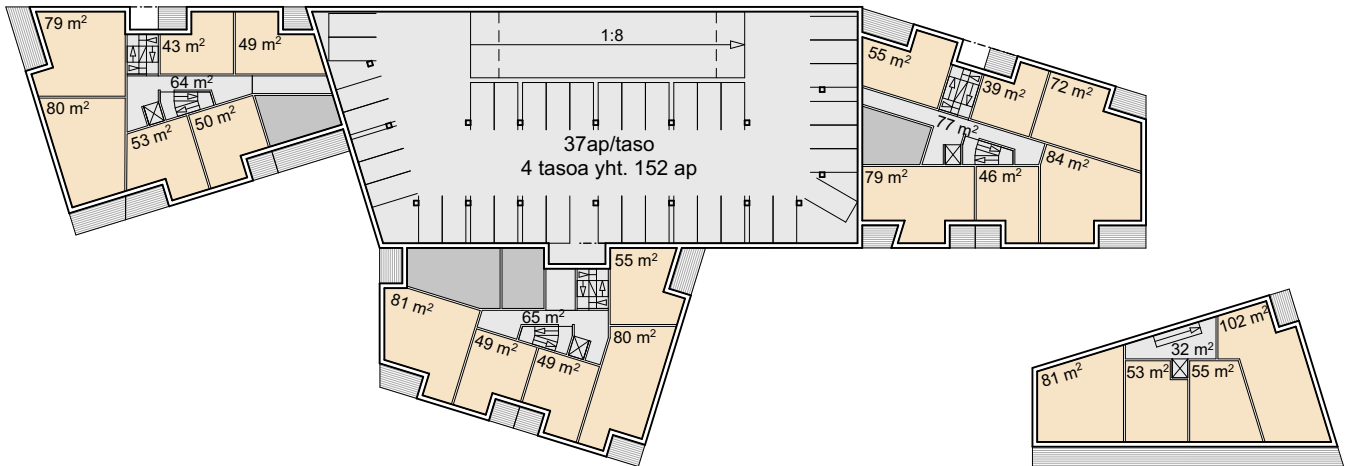 79 m²
43 m²
49 m²
64 m²
80 m²
53 m²
50 m²
1:8
37ap/taso
4 tasoa yht. 152 ap
55 m²
39 m²
72 m²
77 m²
84 m²
79 m²
46 m²
55 m²
81 m²
65 m²
80 m²
49 m²
49 m²
102 m²
32 m²
81 m²
53 m²
55 m²